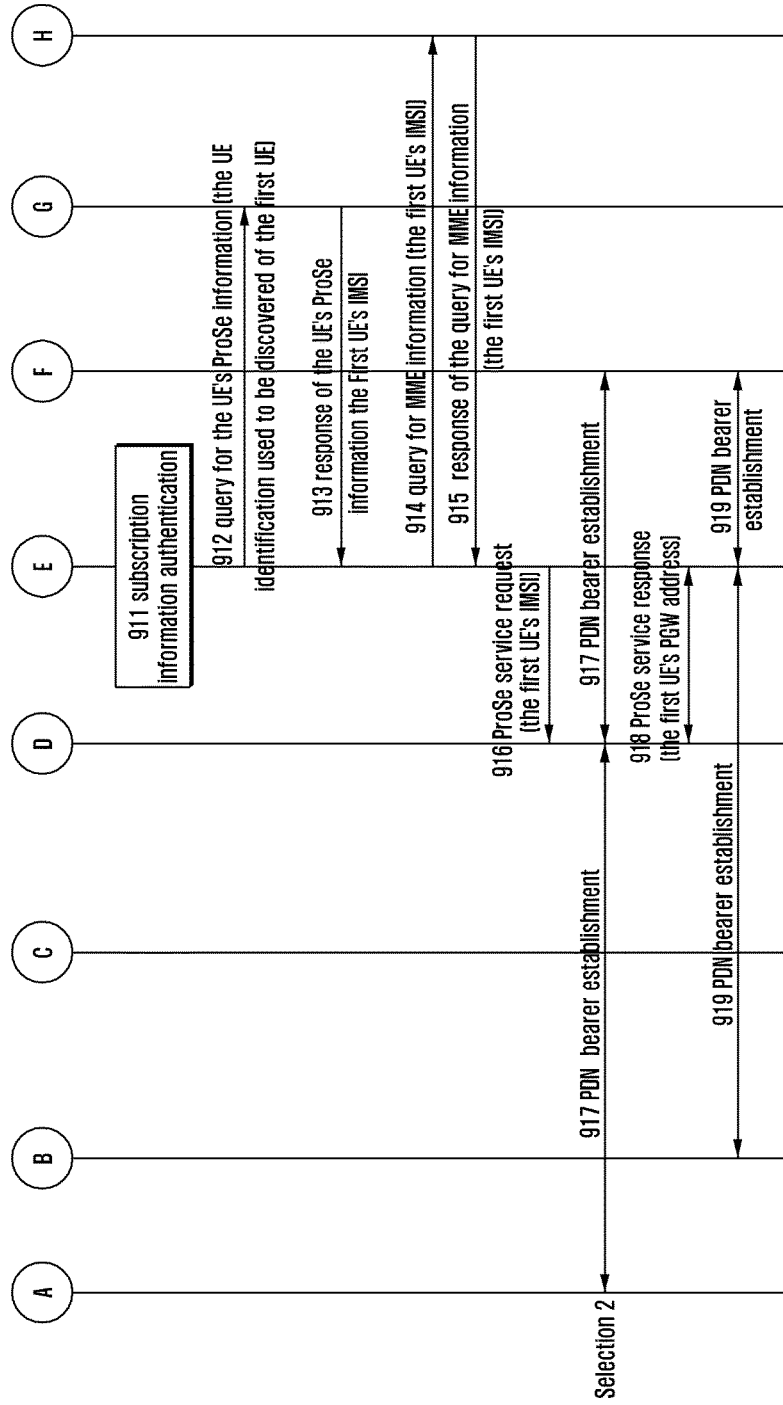 A
B
C
D
E
F
G
H
911 subscription
information authentication
912 query for the UE's ProSe information (the UE
identification used to be discovered of the first UE)
913 response of the UE's ProSe
information the First UE's IMSI
914 query for MME information (the first UE's IMSI)
915 response of the query for MME information
(the first UE's IMSI)
916 ProSe service request
(the first UE's IMSI)
Selection 2
917 PDN bearer establishment
917 PDN bearer establishment
918 ProSe service response
(the first UE's PGW address)
919 PDN bearer establishment
919 PDN bearer
establishment